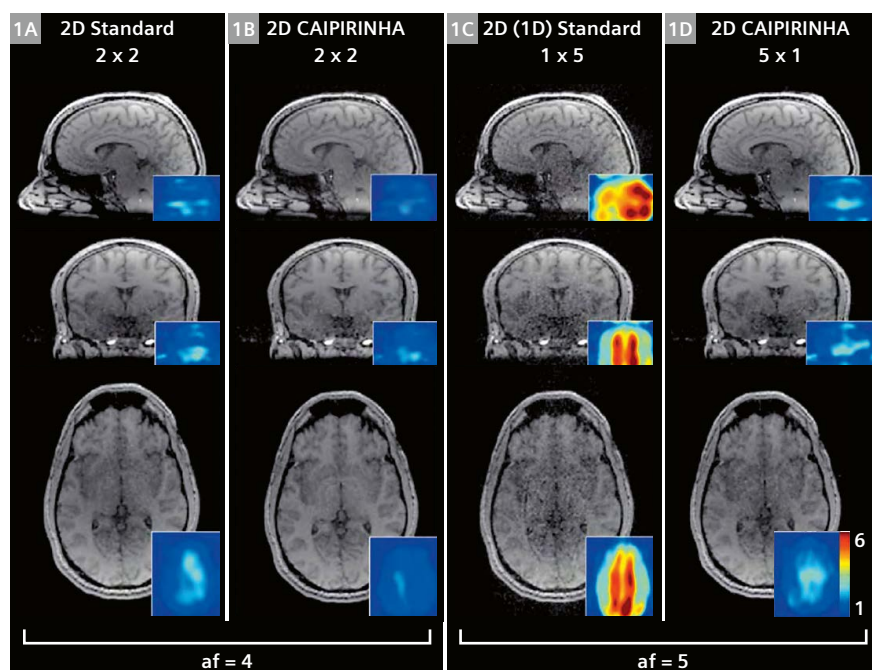 1A 2D Standard
2 x 2
1B 2D CAIPIRINHA
2 x 2
1C 2D (1D) Standard
1 x 5
1D 2D CAIPIRINHA
5 x 1
6
1
af = 4
af = 5